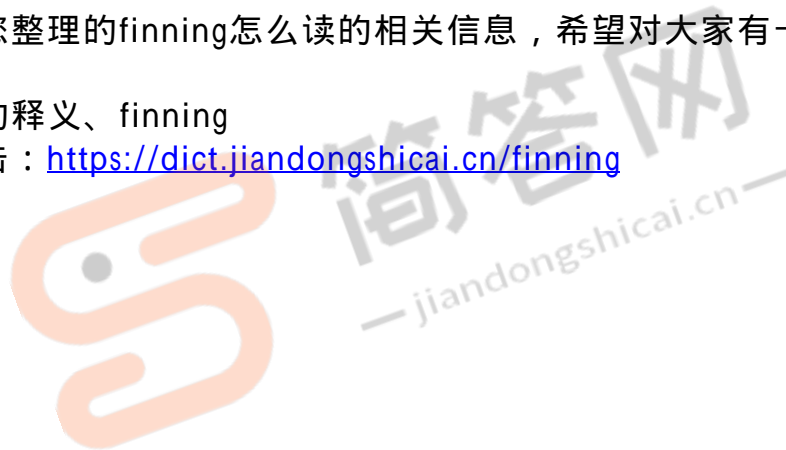 整理的finning怎么读的相关信息，希望对大家有
释义、finning
：https://dict.jiandongshicai.cn/finning
简答网
jiandongshicai.cn